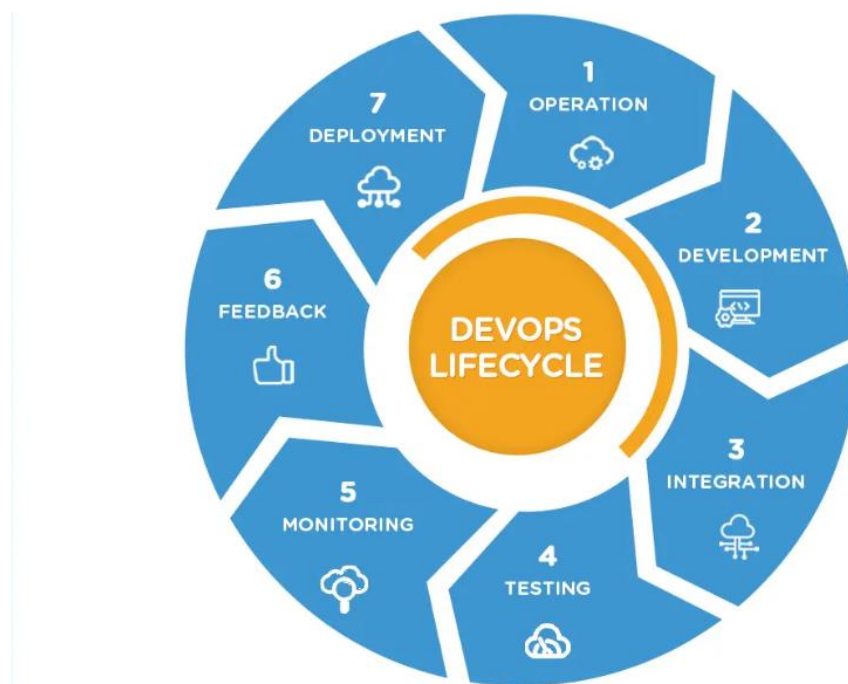 1
OPERATION
2
DEVELOPMENT
3
INTEGRATION
4
TESTING
5
MONITORING
6
FEEDBACK
7
DEPLOYMENT
DEVOPS
LIFECYCLE